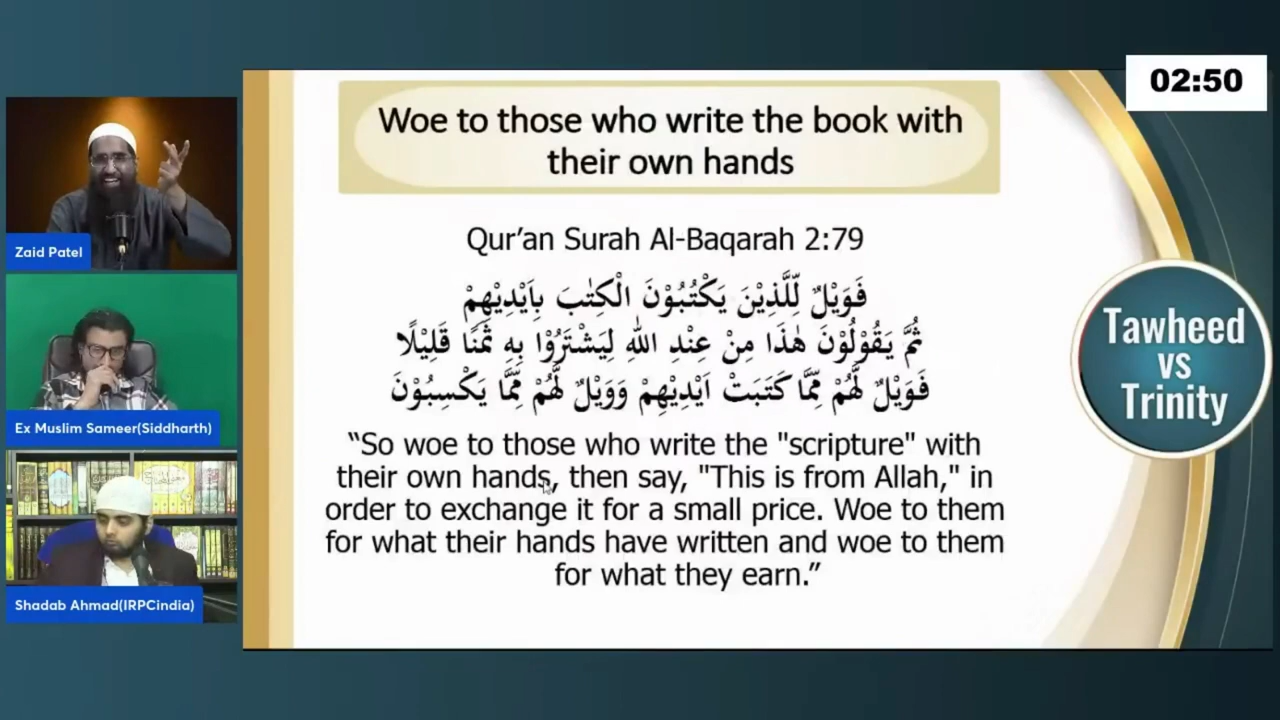 02:50
Woe to those who write the book with
their own hands
Qur’an Surah Al-Baqarah 2:79
فَوَيْلٌ لِّلَّذِيْنَ يَكْتُبُوْنَ الْكِتٰبَ بِاَيْدِيْهِمْ
ثُمَّ يَقُوْلُوْنَ هٰذَا مِنْ عِنْدِ اللهِ لِيَشْتَرُوْا بِهٖ ثَمَنًا قَلِيْلًا
فَوَيْلٌ لَّهُمْ مِّمَّا كَتَبَتْ اَيْدِيْهِمْ وَوَيْلٌ لَّهُمْ مِّمَّا يَكْسِبُوْنَ
“So woe to those who write the "scripture" with
their own hands, then say, "This is from Allah," in
order to exchange it for a small price. Woe to them
for what their hands have written and woe to them
for what they earn.”
Tawheed
vs
Trinity
Zaid Patel
Ex Muslim Sameer(Siddharth)
Shadab Ahmad(IRPCindia)